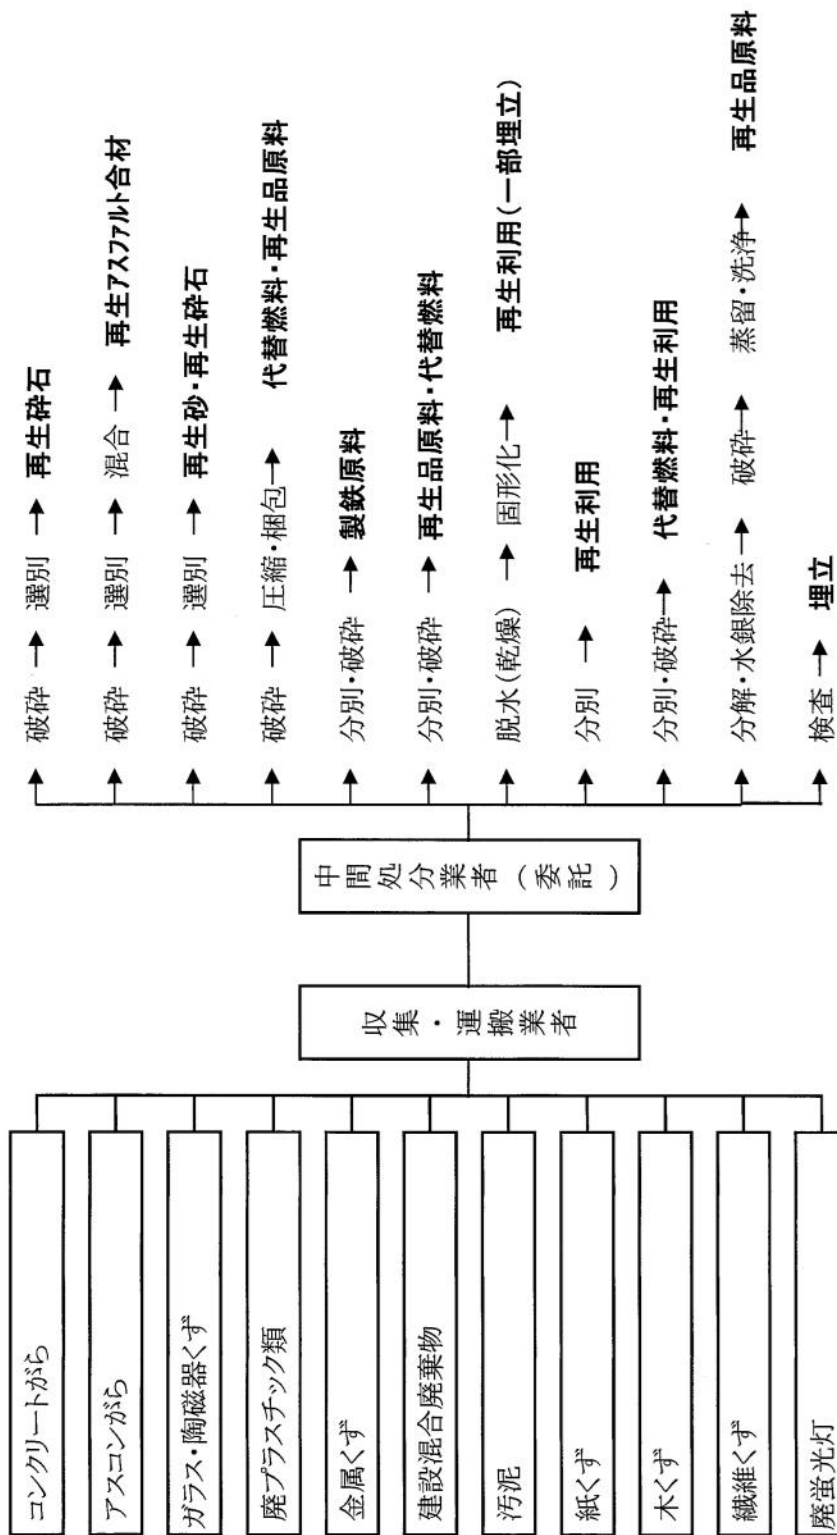 コンクリートがら
アスコンがら
ガラス・陶磁器くず
廃プラスチック類
金属くず
建設混合廃棄物
汚泥
紙くず
木くず
繊維くず
廃蛍光灯
収集・運搬業者
中間処分業者(委託)
破砕 選別 再生砕石
破砕 選別 混合 再生アスファルト合材
破砕 選別 再生砂・再生砕石
破砕 圧縮・梱包 代替燃料・再生品原料
分別・破砕 製鉄原料
分別・破砕 再生品原料・代替燃料
脱水(乾燥) 固形化 再生利用(一部埋立)
分別 再生利用
分別・破砕 代替燃料・再生利用
分解・水銀除去 破砕 蒸留・洗浄 再生品原料
検査 埋立